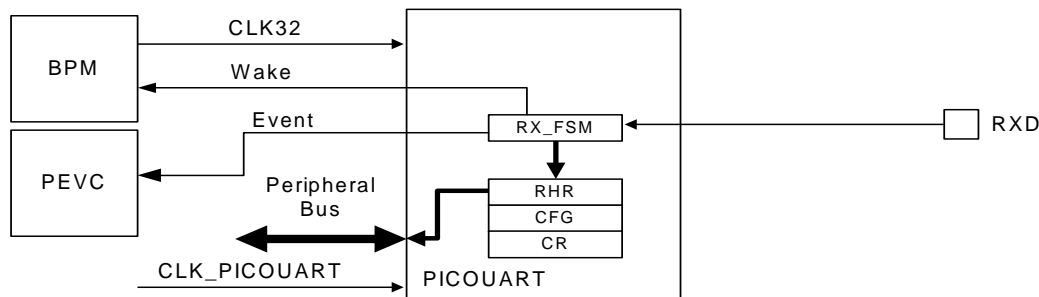 CLK32
BPM
Wake
Event
RX_FSM
RXD
PEVC
Peripheral
Bus
RHR
CFG
CR
CLK_PICOUART
PICOUART